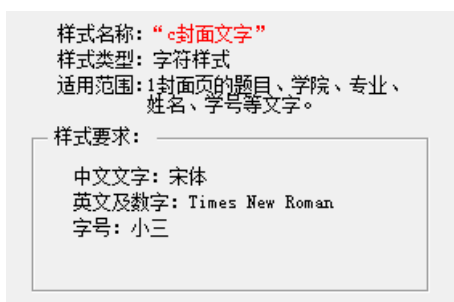 样式名称：“c封面文字”
样式类型：字符样式
适用范围：1封面页的题目、学院、专业、
姓名、学号等文字。
样式要求：
中文文字：宋体
英文及数字：Times New Roman
字号：小三